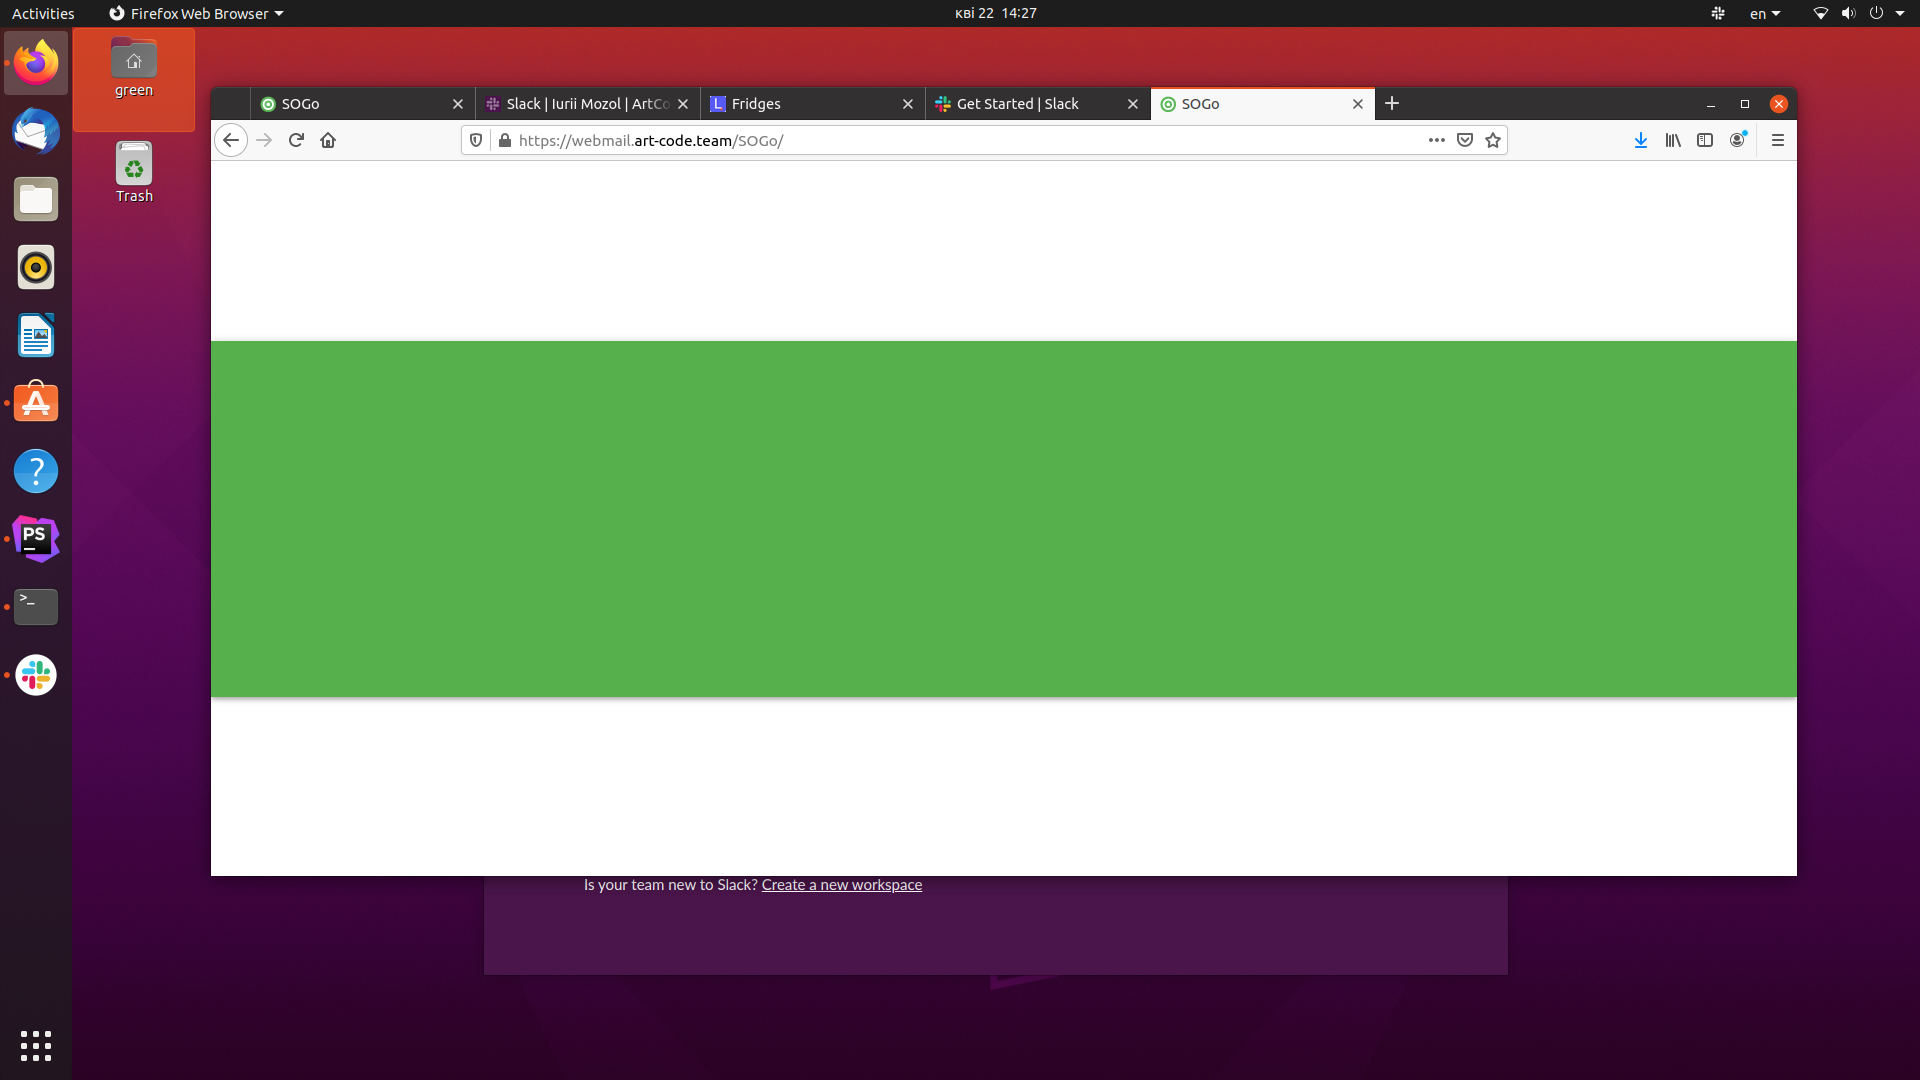 Activities
Firefox Web Browser
кві 22 14:27
en
green
Trash
SOGo
Slack | Iurii Mozol | ArtCo
Fridges
Get Started | Slack
SOGo
https://webmail.art-code.team/SOGo/
PS
Is your team new to Slack? Create a new workspace